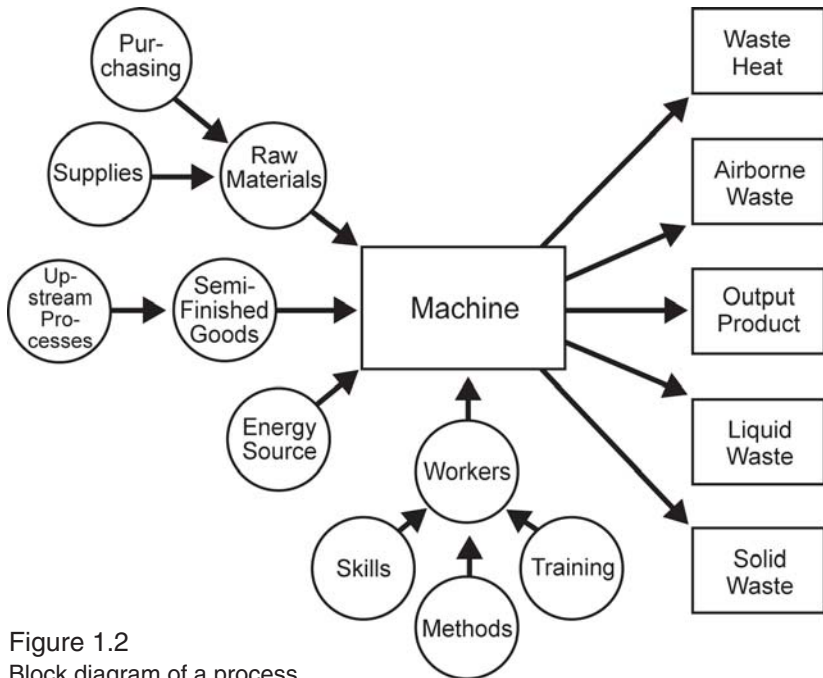 Pur-
chasing
Supplies
Raw
Materials
Up-
stream
Pro-
cesses
Semi-
Finished
Goods
Energy
Source
Machine
Workers
Skills
Methods
Training
Waste
Heat
Airborne
Waste
Output
Product
Liquid
Waste
Solid
Waste
Figure 1.2
Block diagram of a process